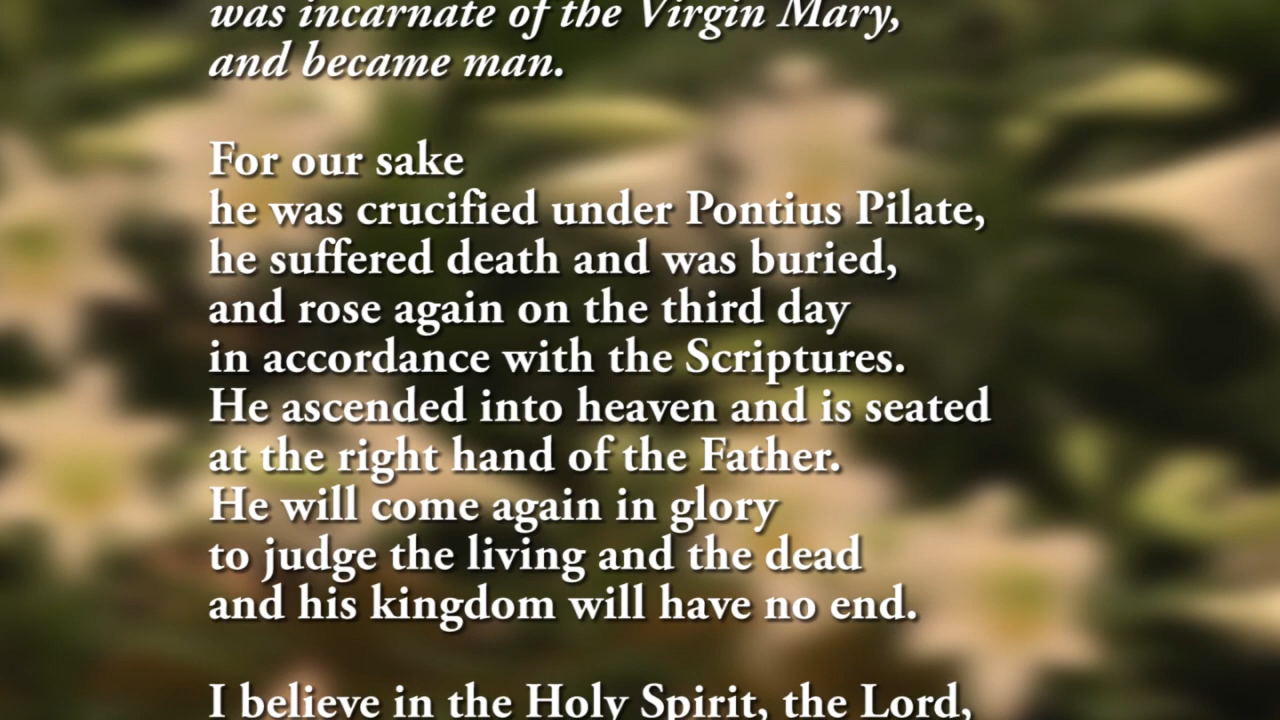 was incarnate of the Virgin Mary,
and became man.
For our sake
he was crucified under Pontius Pilate,
he suffered death and was buried,
and rose again on the third day
in accordance with the Scriptures.
He ascended into heaven and is seated
at the right hand of the Father.
He will come again in glory
to judge the living and the dead
and his kingdom will have no end.
I believe in the Holy Spirit, the Lord,